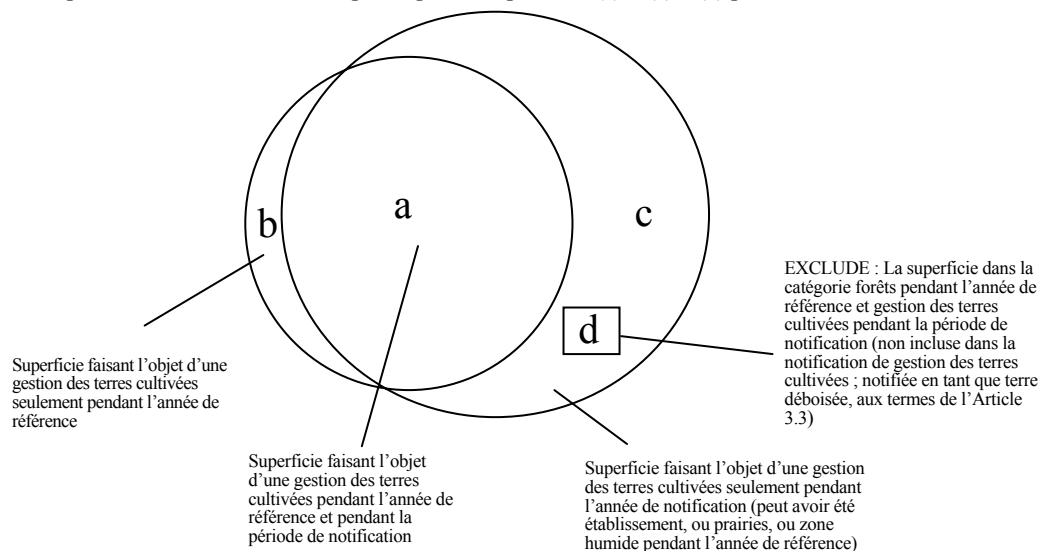 b
a
c
d
EXCLUDE : La superficie dans la
catégorie forêts pendant l'année de
référence et gestion des terres
cultivées pendant la période de
notification (non incluse dans la
notification de gestion des terres
cultivées ; notifiée en tant que terre
déboisée, aux termes de l'Article
3.3)
Superficie faisant l'objet d'une
gestion des terres cultivées
seulement pendant l'année de
référence
Superficie faisant l'objet
d'une gestion des terres
cultivées pendant l'année de
référence et pendant la
période de notification
Superficie faisant l'objet d'une gestion
des terres cultivées seulement pendant
l'année de notification (peut avoir été
établissement, ou prairies, ou zone
humide pendant l'année de référence)